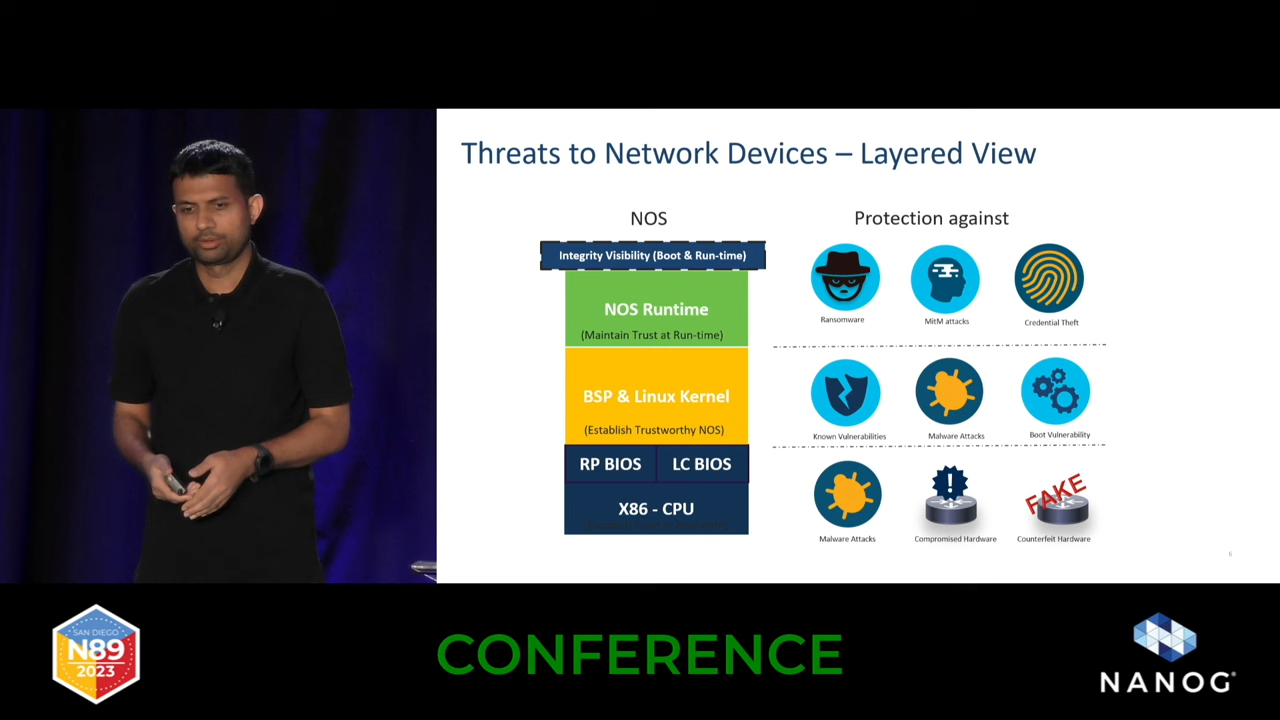 Threats to Network Devices – Layered View
NOS
Protection against
Integrity Visibility (Boot & Run-time)
NOS Runtime
(Maintain Trust at Run-time)
Ransomware
MitM attacks
Credential Theft
BSP & Linux Kernel
(Establish Trustworthy NOS)
Known Vulnerabilities
Malware Attacks
Boot Vulnerability
RP BIOS
LC BIOS
X86 - CPU
!
FAKE
Malware Attacks
Compromised Hardware
Counterfeit Hardware
6
SAN DIEGO
N89
2023
CONFERENCE
NANOG®